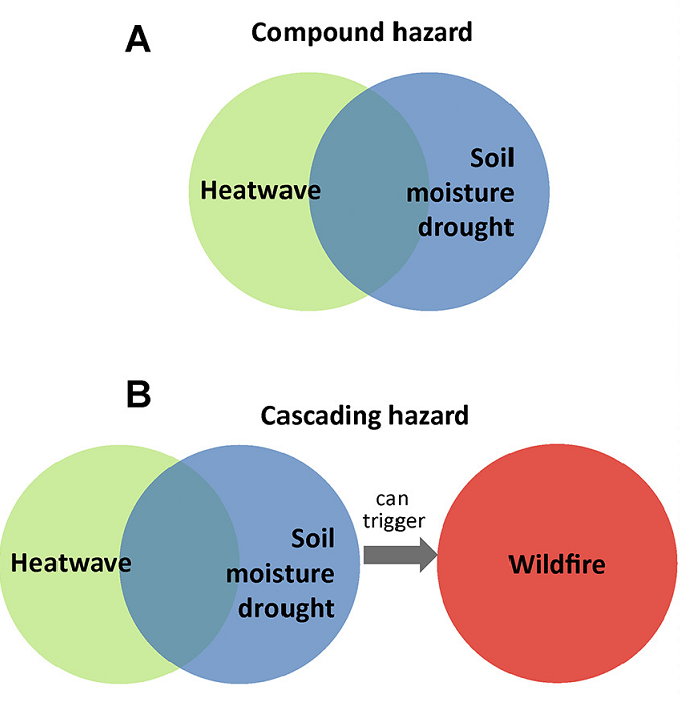 A
Compound hazard
Heatwave
Soil
moisture
drought
B
Cascading hazard
Heatwave
Soil
moisture
drought
can
trigger
Wildfire